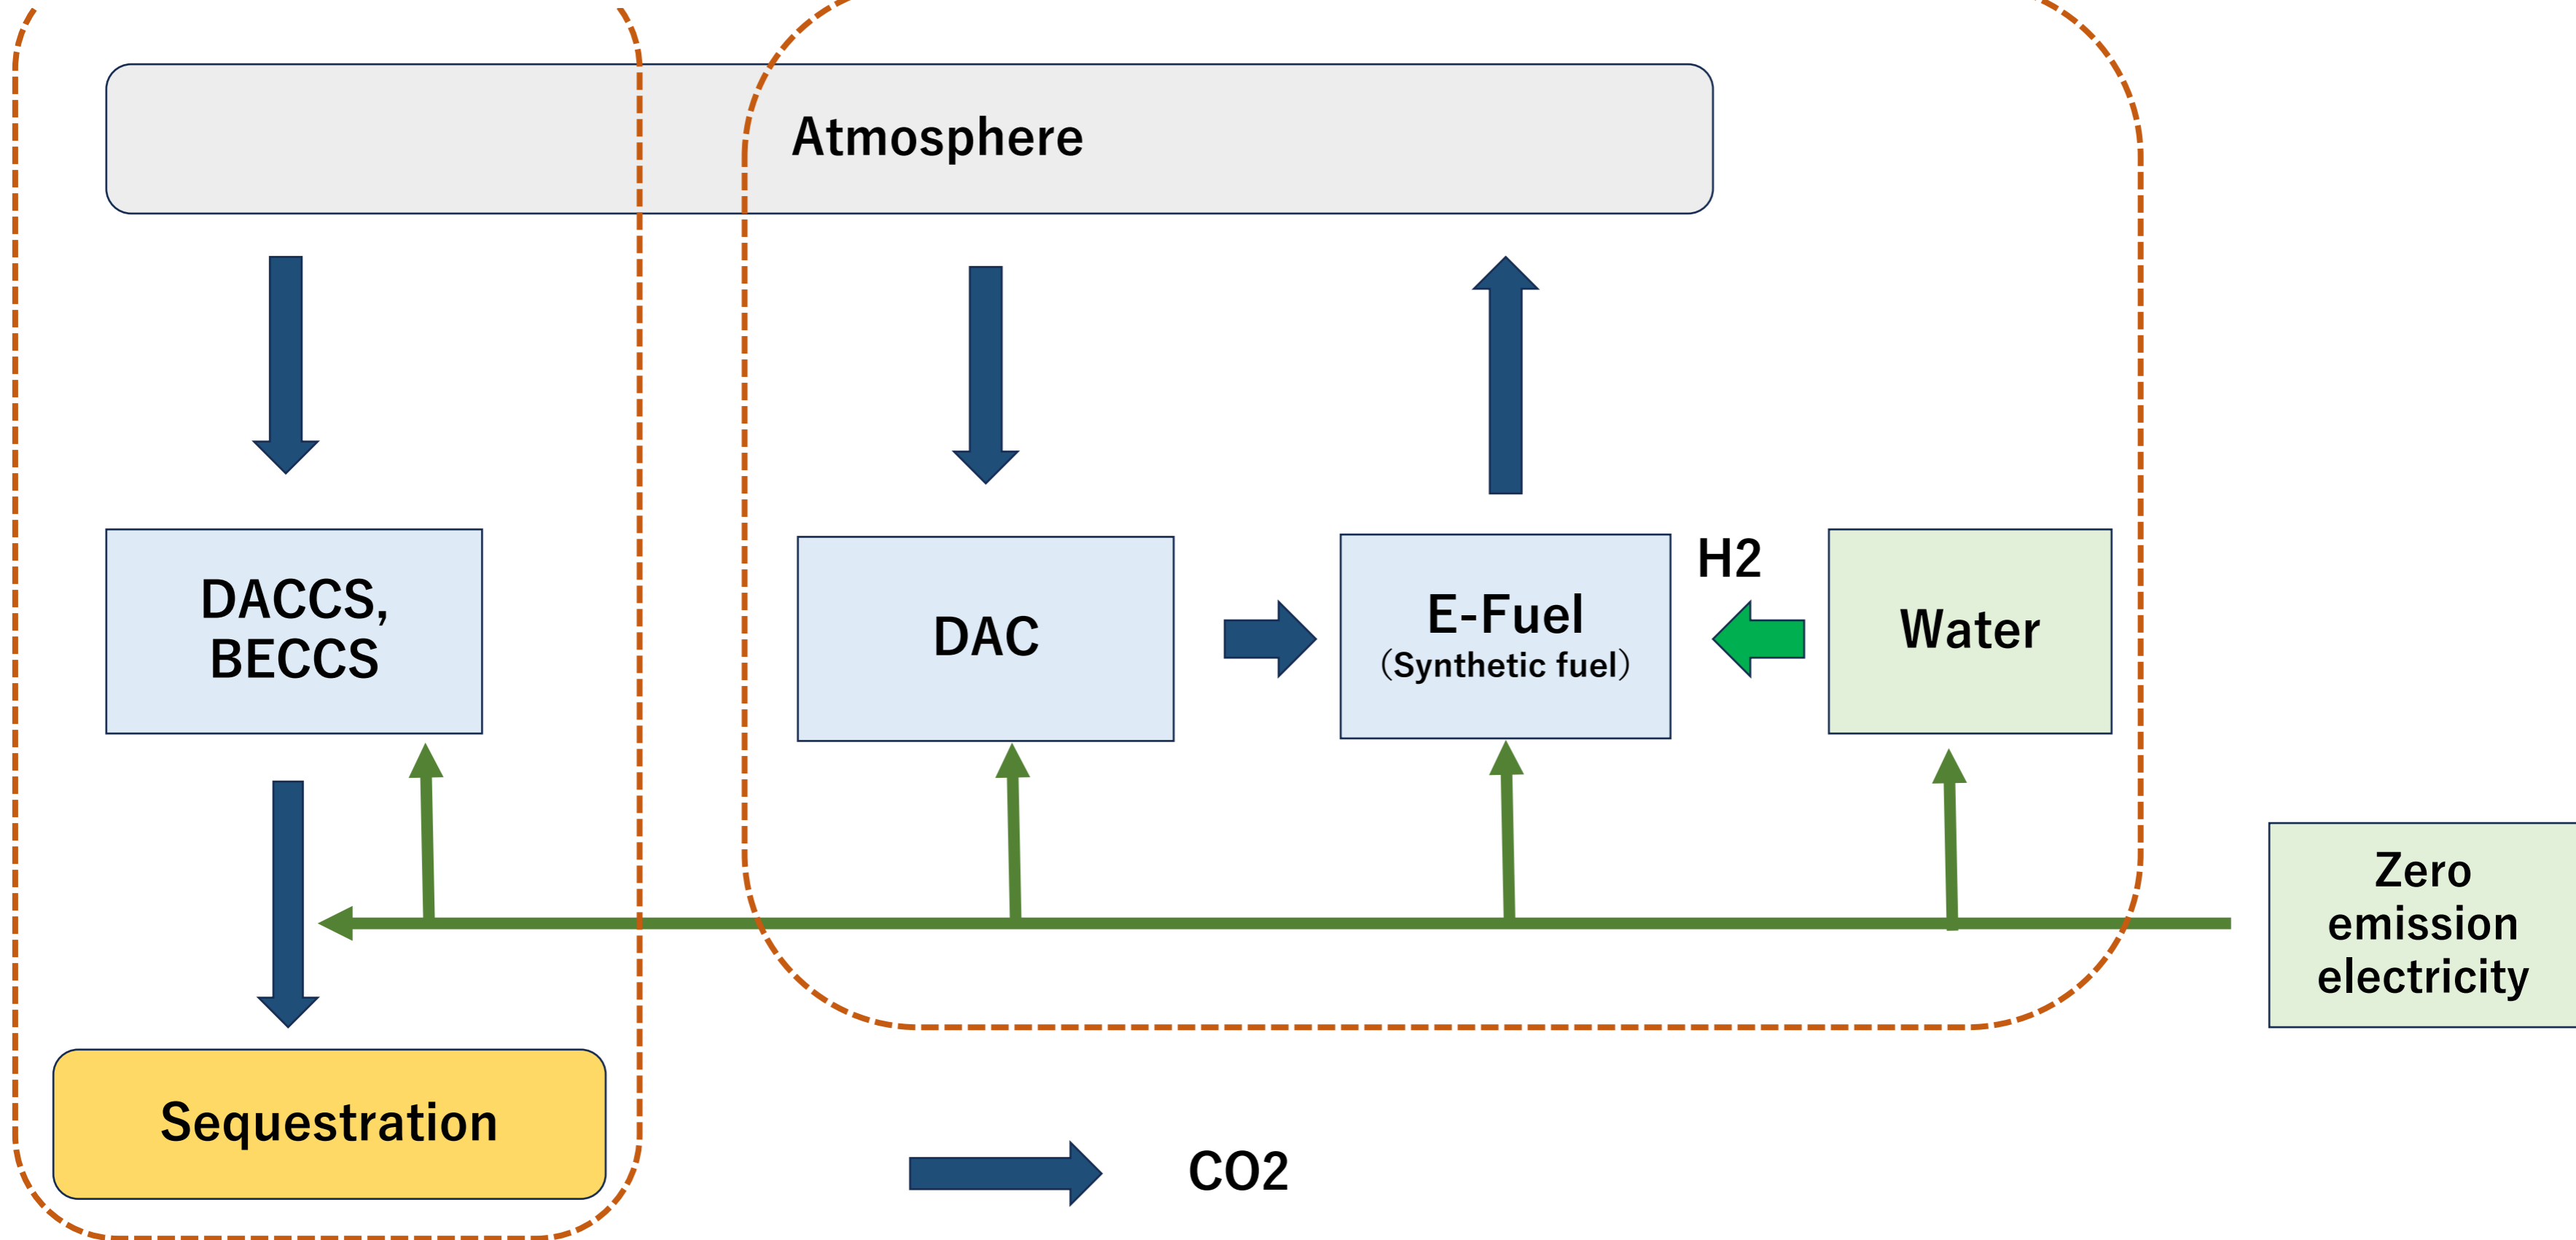 Atmosphere
DACCS,
BECCS
DAC
E-Fuel
（Synthetic fuel）
H2
Water
Zero
emission
electricity
Sequestration
CO2